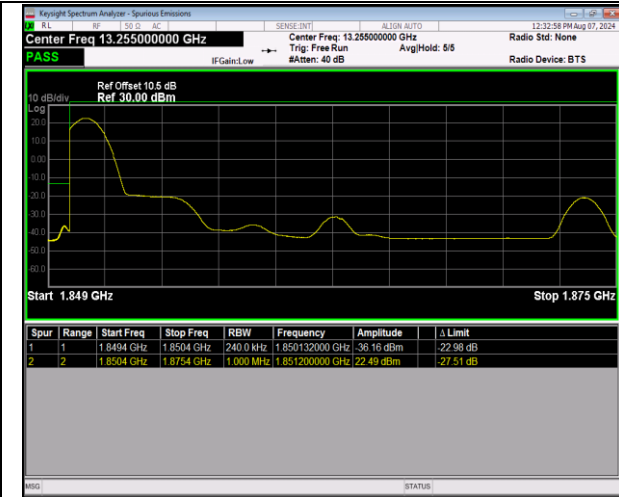 Keysight Spectrum Analyzer - Spurious Emissions
RL RF 50 Ω AC SENSE:INT ALIGN AUTO 12:32:58 PM Aug 07, 2024
Center Freq 13.255000000 GHz Center Freq: 13.255000000 GHz Radio Std: None
Trig: Free Run Avg|Hold: 5/5
PASS IFGain:Low #Atten: 40 dB Radio Device: BTS
Ref Offset 10.5 dB
10 dB/div Ref 30.00 dBm
Log
20.0
10.0
0.00
-10.0
-20.0
-30.0
-40.0
-50.0
-60.0
Start 1.849 GHz Stop 1.875 GHz
Spur Range Start Freq Stop Freq RBW Frequency Amplitude Δ Limit
1 1 1.8494 GHz 1.8504 GHz 240.0 kHz 1.850132000 GHz -36.16 dBm -22.98 dB
2 2 1.8504 GHz 1.8754 GHz 1.000 MHz 1.851200000 GHz 22.49 dBm -27.51 dB
MSG STATUS